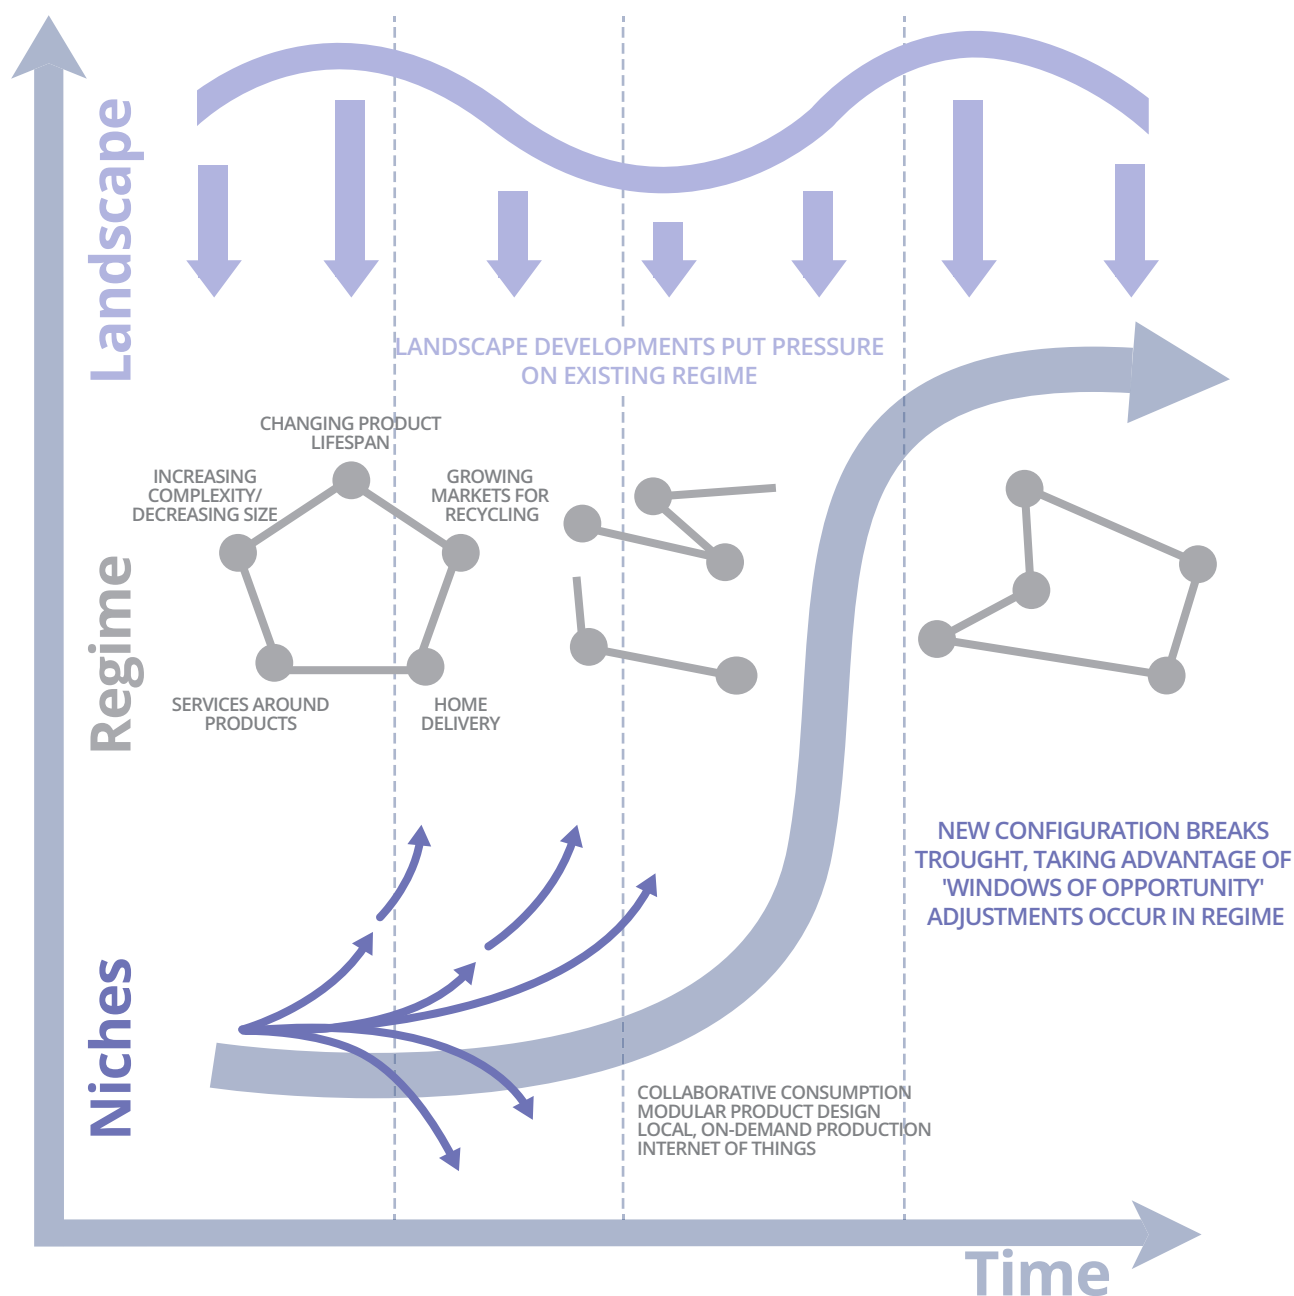 Landscape
LANDSCAPE DEVELOPMENTS PUT PRESSURE
ON EXISTING REGIME
CHANGING PRODUCT
LIFESPAN
INCREASING
COMPLEXITY/
DECREASING SIZE
GROWING
MARKETS FOR
RECYCLING
Regime
SERVICES AROUND
PRODUCTS
HOME
DELIVERY
NEW CONFIGURATION BREAKS
TROUGHT, TAKING ADVANTAGE OF
'WINDOWS OF OPPORTUNITY'
ADJUSTMENTS OCCUR IN REGIME
Niches
COLLABORATIVE CONSUMPTION
MODULAR PRODUCT DESIGN
LOCAL, ON-DEMAND PRODUCTION
INTERNET OF THINGS
Time